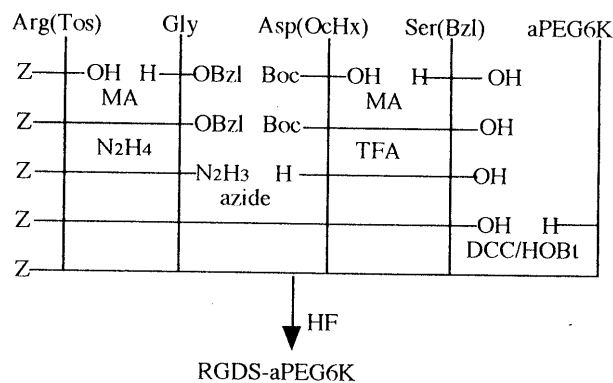 Arg(Tos) Gly Asp(OcHx) Ser(Bzl) aPEG6K
Z OH H OBzl Boc OH H OH
MA MA
Z OBzl Boc OH
N2H4 TFA
Z N2H3 H OH
azide
Z OH H
DCC/HOBt
Z
HF
RGDS-aPEG6K